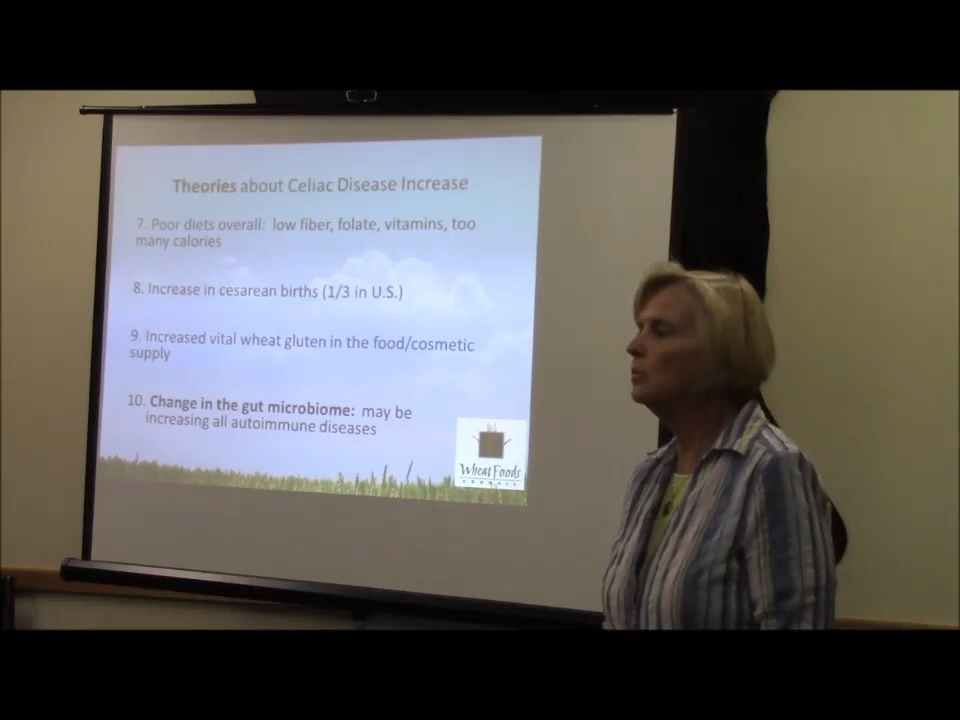 Theories about Celiac Disease Increase
7. Poor diets overall: low fiber, folate, vitamins, too
many calories
8. Increase in cesarean births (1/3 in U.S.)
9. Increased vital wheat gluten in the food/cosmetic
supply
10. Change in the gut microbiome: may be
increasing all autoimmune diseases
Wheat Foods
COUNCIL